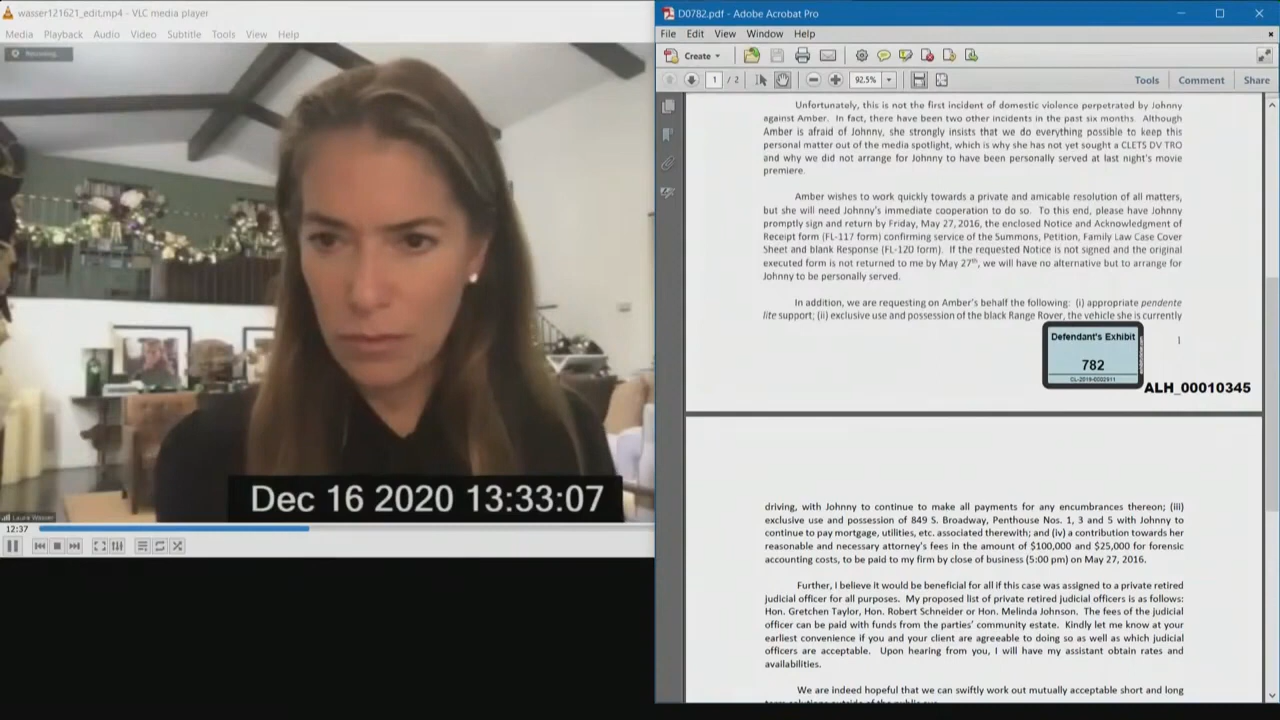 wasser121621_edit.mp4 - VLC media player
Media Playback Audio Video Subtitle Tools View Help
Dec 16 2020 13:33:07
Laura Wasser
12:37
D0782.pdf - Adobe Acrobat Pro
File Edit View Window Help
Create
1 / 2 92.5% Tools Comment Share
Unfortunately, this is not the first incident of domestic violence perpetrated by Johnny
against Amber. In fact, there have been two other incidents in the past six months. Although
Amber is afraid of Johnny, she strongly insists that we do everything possible to keep this
personal matter out of the media spotlight, which is why she has not yet sought a CLETS DV TRO
and why we did not arrange for Johnny to have been personally served at last night's movie
premiere.
Amber wishes to work quickly towards a private and amicable resolution of all matters,
but she will need Johnny's immediate cooperation to do so. To this end, please have Johnny
promptly sign and return by Friday, May 27, 2016, the enclosed Notice and Acknowledgment of
Receipt form (FL-117 form) confirming service of the Summons, Petition, Family Law Case Cover
Sheet and blank Response (FL-120 form). If the requested Notice is not signed and the original
executed form is not returned to me by May 27th, we will have no alternative but to arrange for
Johnny to be personally served.
In addition, we are requesting on Amber's behalf the following: (i) appropriate pendente
lite support; (ii) exclusive use and possession of the black Range Rover, the vehicle she is currently
Defendant's Exhibit
782
CL-2019-0002911
ALH_00010345
driving, with Johnny to continue to make all payments for any encumbrances thereon; (iii)
exclusive use and possession of 849 S. Broadway, Penthouse Nos. 1, 3 and 5 with Johnny to
continue to pay mortgage, utilities, etc. associated therewith; and (iv) a contribution towards her
reasonable and necessary attorney's fees in the amount of $100,000 and $25,000 for forensic
accounting costs, to be paid to my firm by close of business (5:00 pm) on May 27, 2016.
Further, I believe it would be beneficial for all if this case was assigned to a private retired
judicial officer for all purposes. My proposed list of private retired judicial officers is as follows:
Hon. Gretchen Taylor, Hon. Robert Schneider or Hon. Melinda Johnson. The fees of the judicial
officer can be paid with funds from the parties' community estate. Kindly let me know at your
earliest convenience if you and your client are agreeable to doing so as well as which judicial
officers are acceptable. Upon hearing from you, I will have my assistant obtain rates and
availabilities.
We are indeed hopeful that we can swiftly work out mutually acceptable short and long